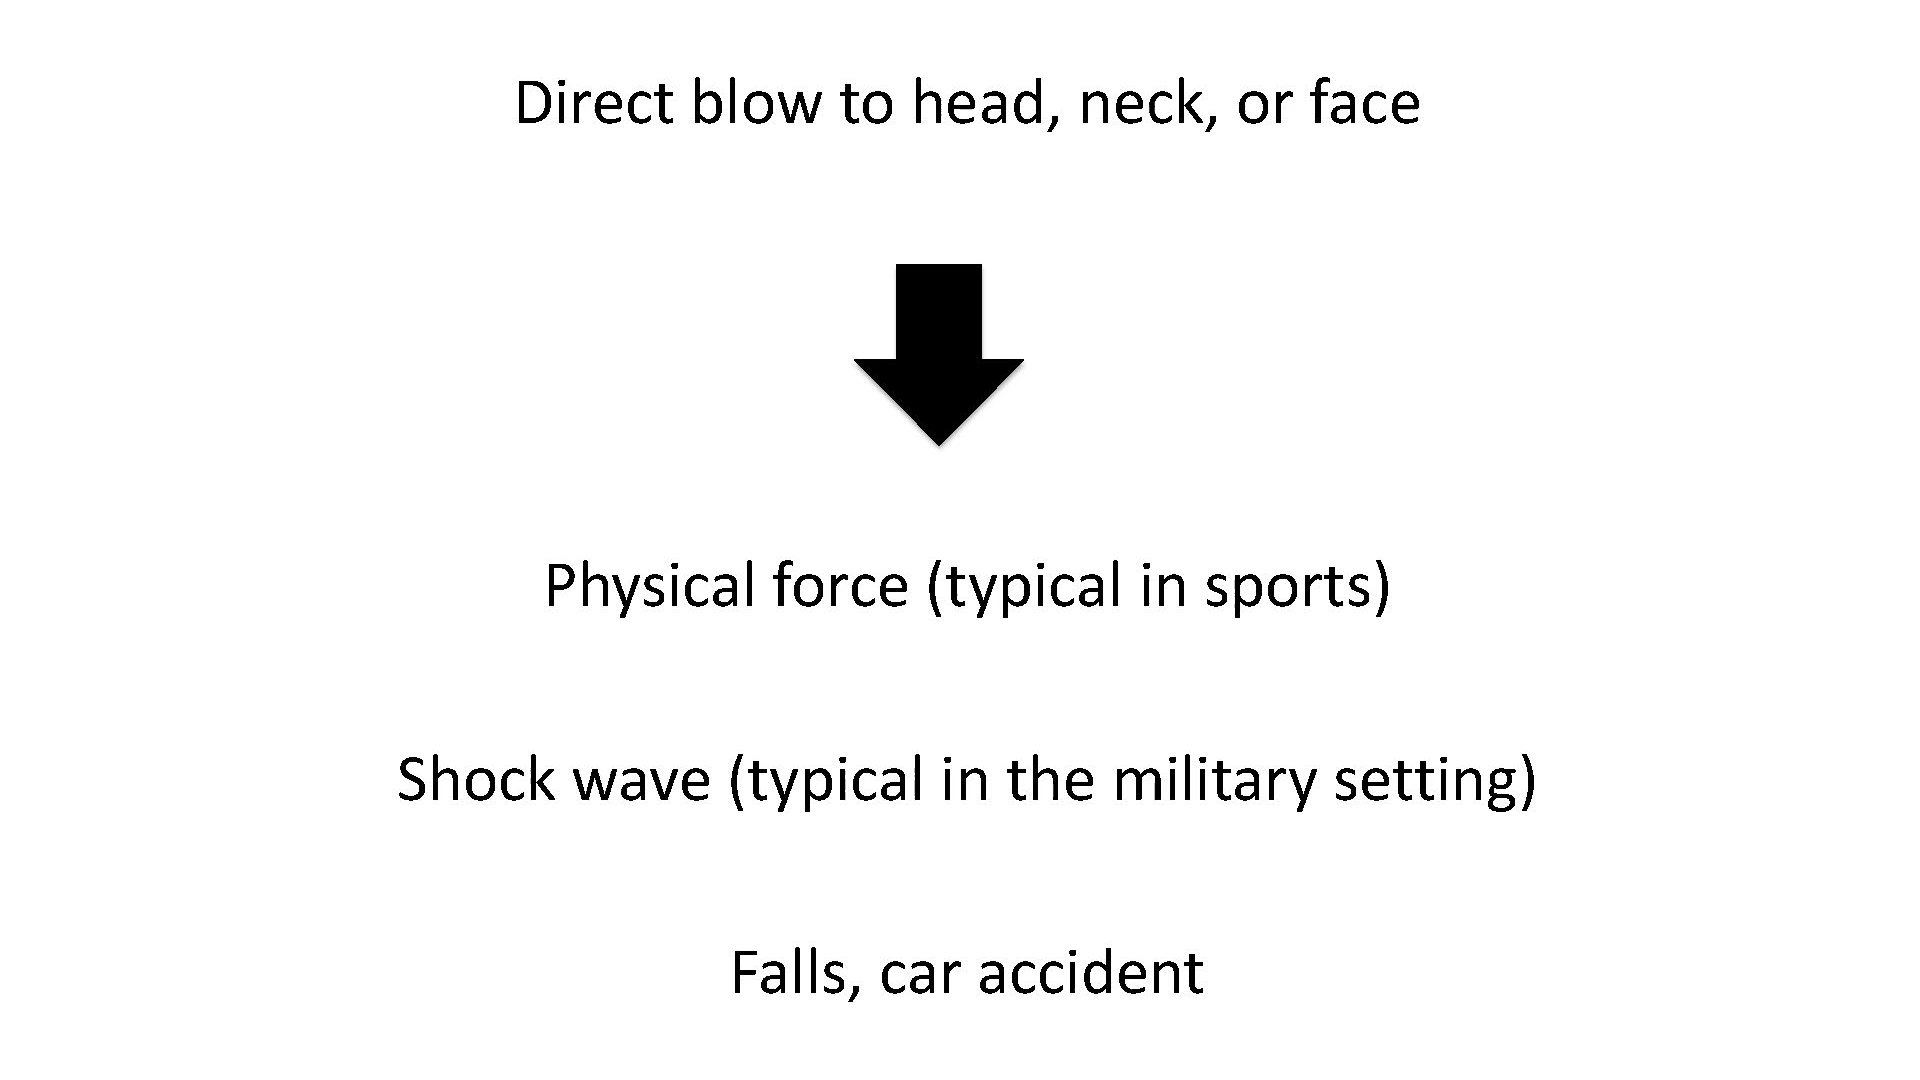 Direct blow to head, neck, or face
Physical force (typical in sports)
Shock wave (typical in the military setting)
Falls, car accident